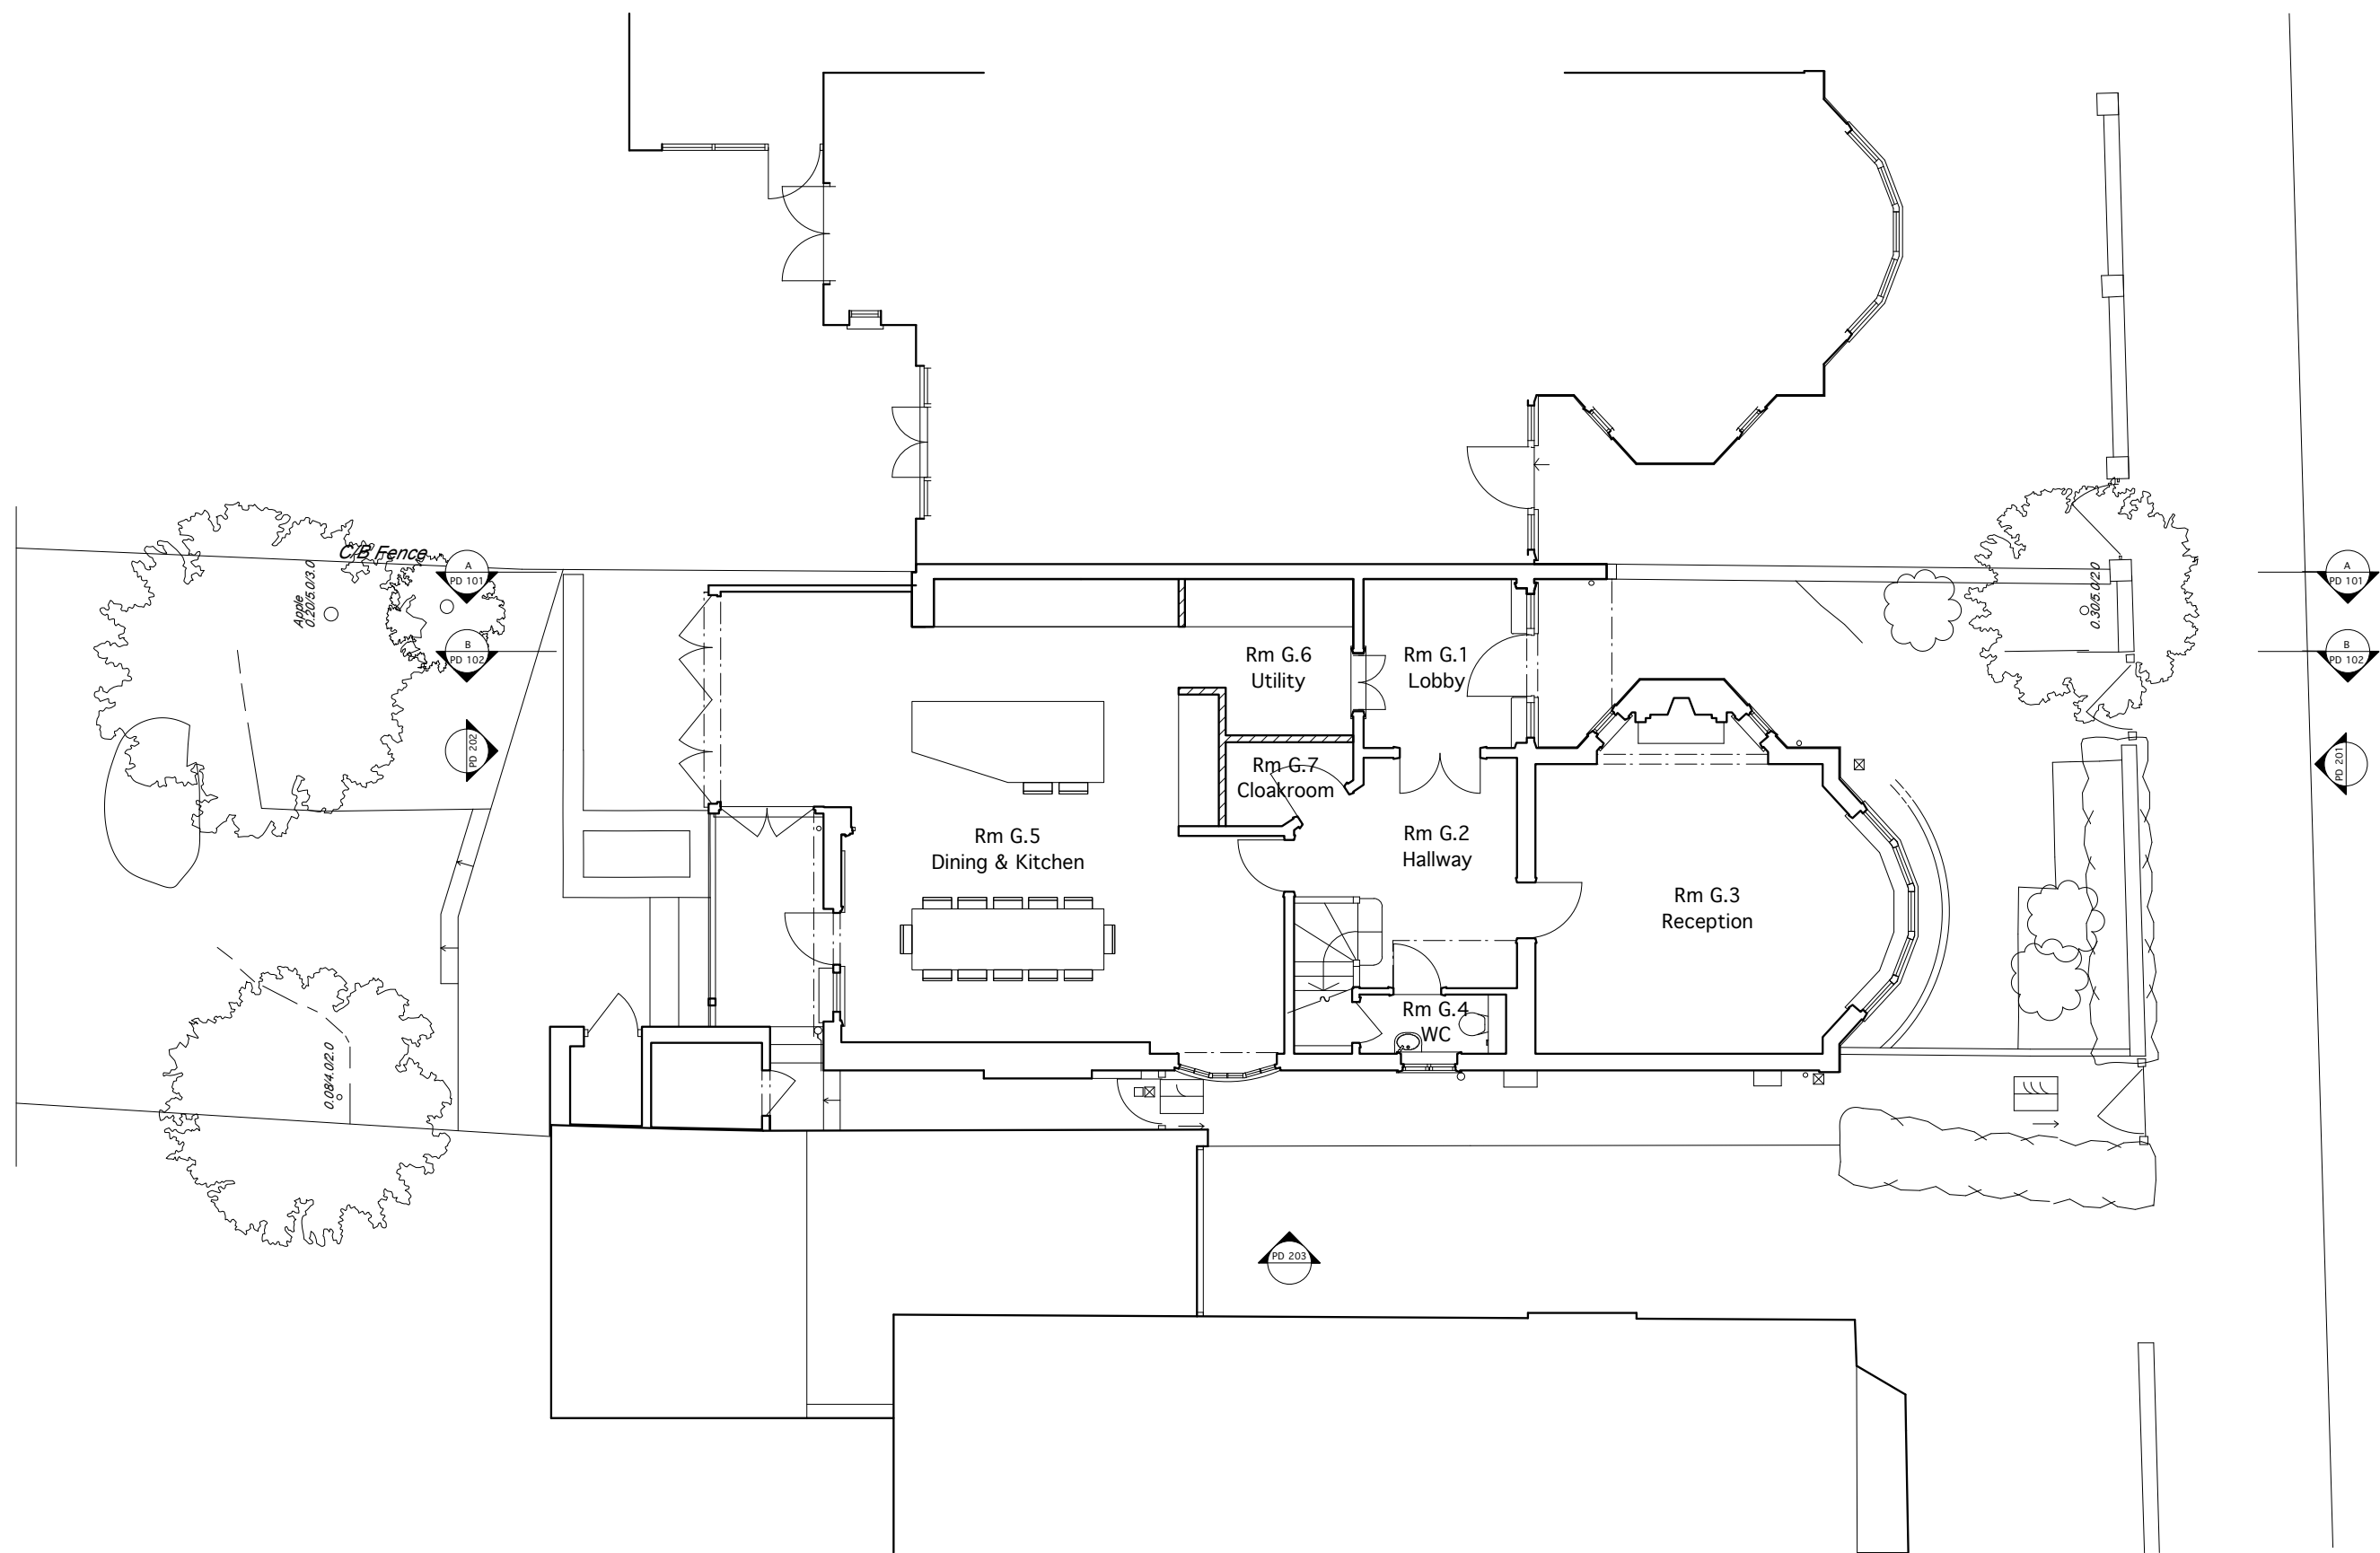 C/B Fence
A
PD 101
A
PD 101
Apple
0.20/5.0/3.0
0.30/5.0/2.0
B
PD 102
B
PD 102
Rm G.6
Utility
Rm G.1
Lobby
PD 202
PD 201
Rm G.7
Cloakroom
Rm G.5
Dining & Kitchen
Rm G.2
Hallway
Rm G.3
Reception
Rm G.4
WC
0.08/4.0/2.0
PD 203